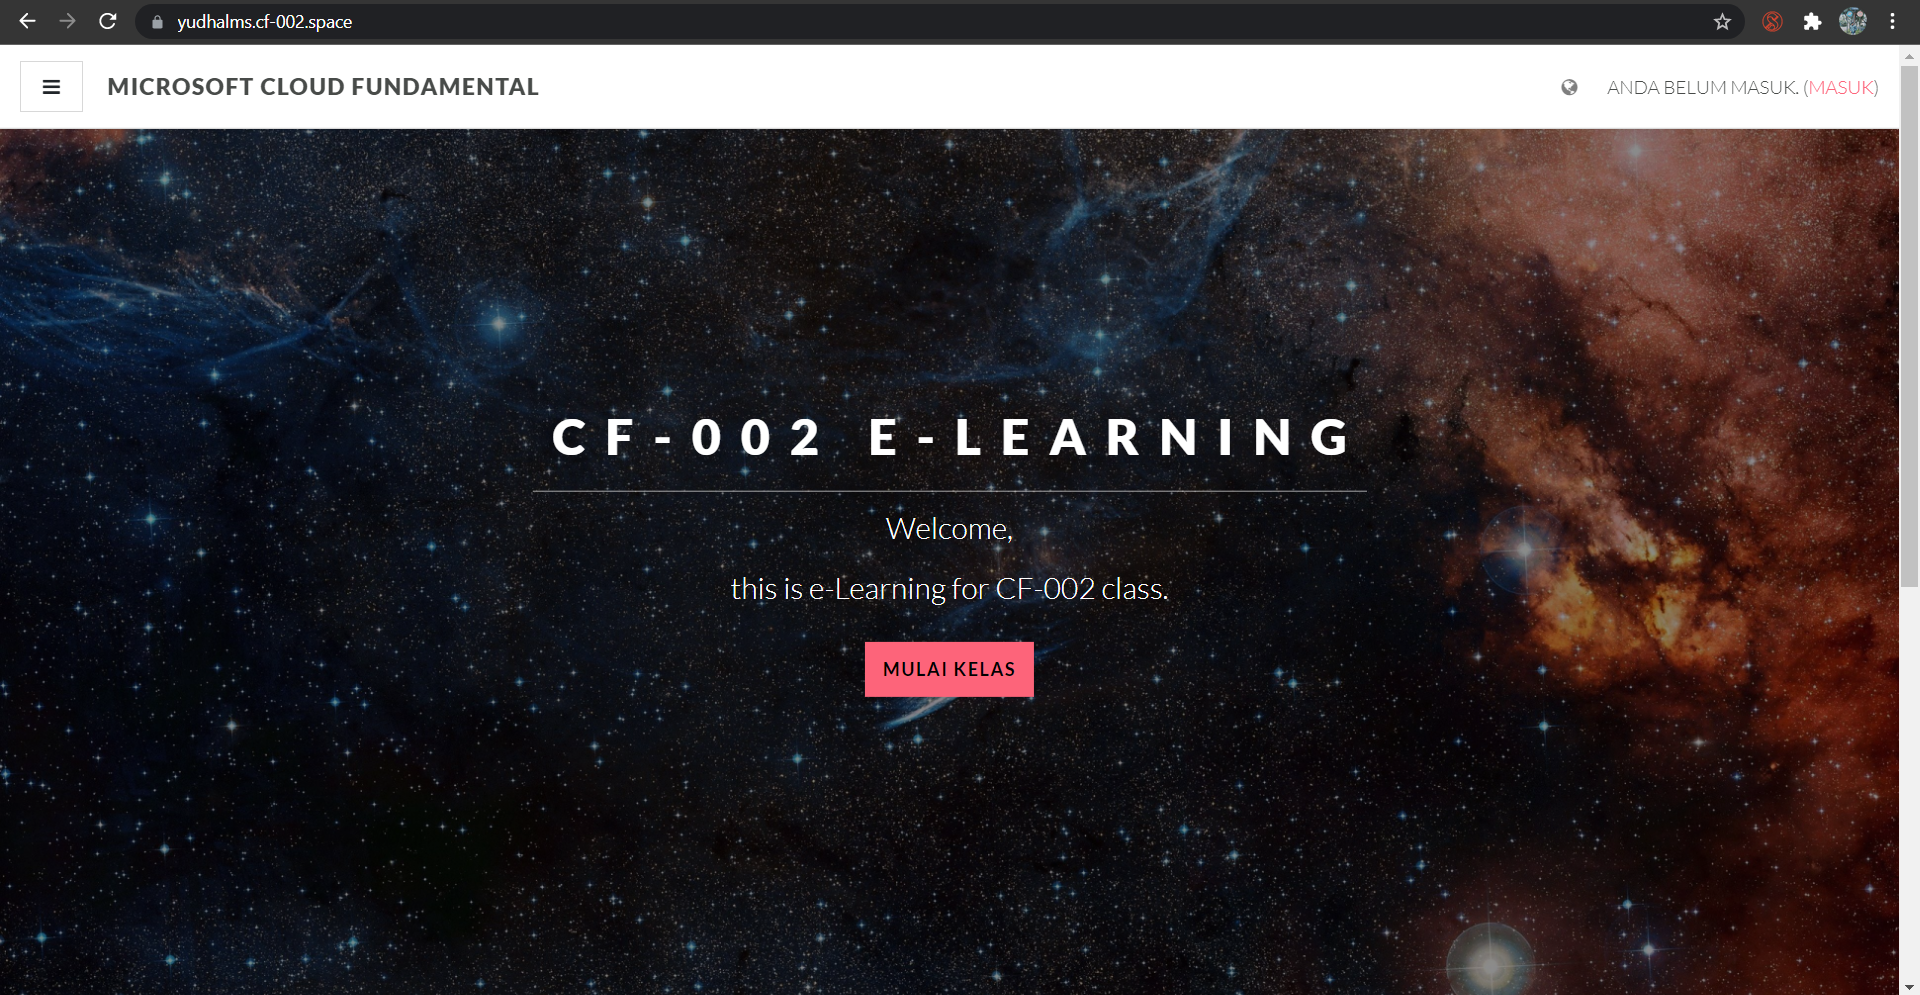 yudhalms.cf-002.space
MICROSOFT CLOUD FUNDAMENTAL
ANDA BELUM MASUK. (MASUK)
CF-002 E-LEARNING
Welcome,
this is e-Learning for CF-002 class.
MULAI KELAS